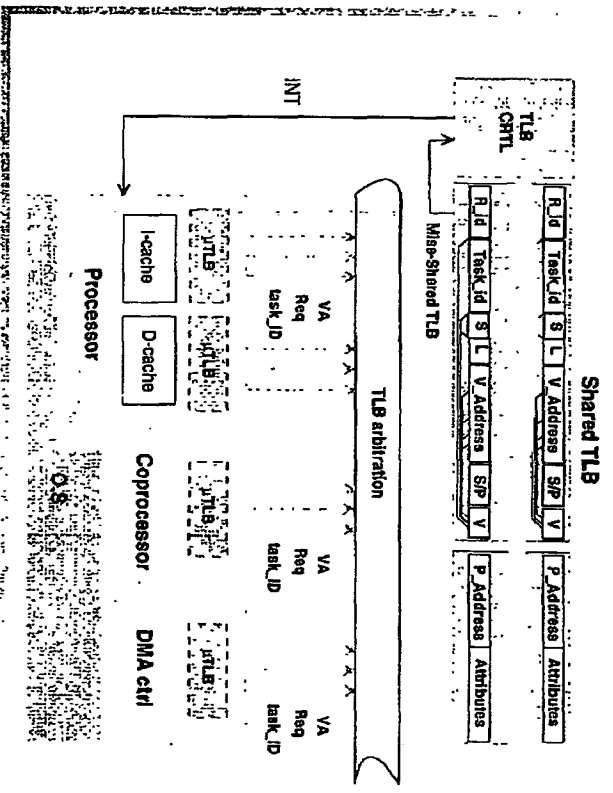 Shared TLB
TLB
CRTL
R_id Task_id S L V_Address S/P V P_Address Attributes
R_id Task_id S L V_Address S/P V P_Address Attributes
Miss-Shared TLB
INT
TLB arbitration
VA
Req
task_ID
VA
Req
task_ID
VA
Req
task_ID
µTLB
µTLB
µTLB
µTLB
I-cache
D-cache
Processor
Coprocessor
DMA ctrl
O.S